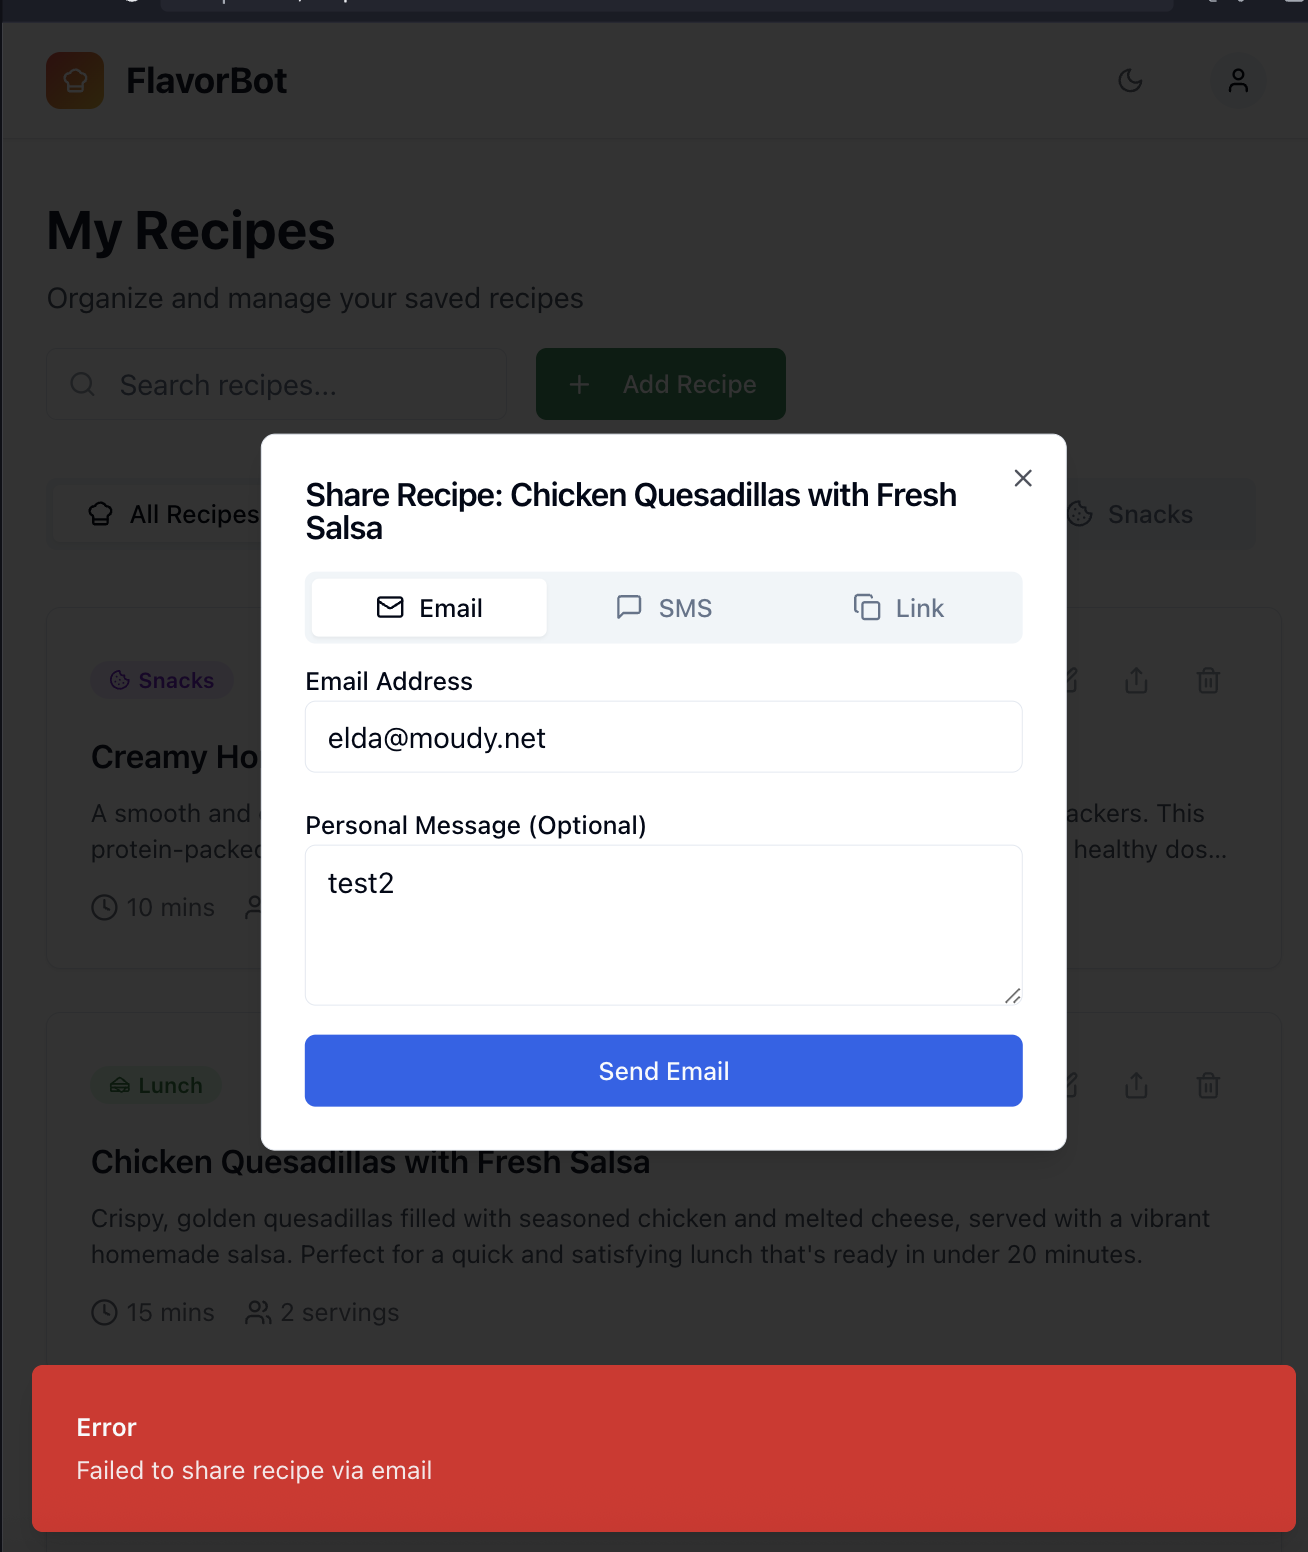 FlavorBot
My Recipes
Organize and manage your saved recipes
Search recipes...
Add Recipe
All Recipes
Snacks
Share Recipe: Chicken Quesadillas with Fresh
Salsa
Email
SMS
Link
Email Address
elda@moudy.net
Personal Message (Optional)
test2
Send Email
Snacks
Creamy
A smooth and
This
protein-packed
healthy
10 mins
Lunch
Chicken Quesadillas with Fresh Salsa
Crispy, golden quesadillas filled with seasoned chicken and melted cheese, served with a vibrant
homemade salsa. Perfect for a quick and satisfying lunch that's ready in under 20 minutes.
15 mins
2 servings
Error
Failed to share recipe via email